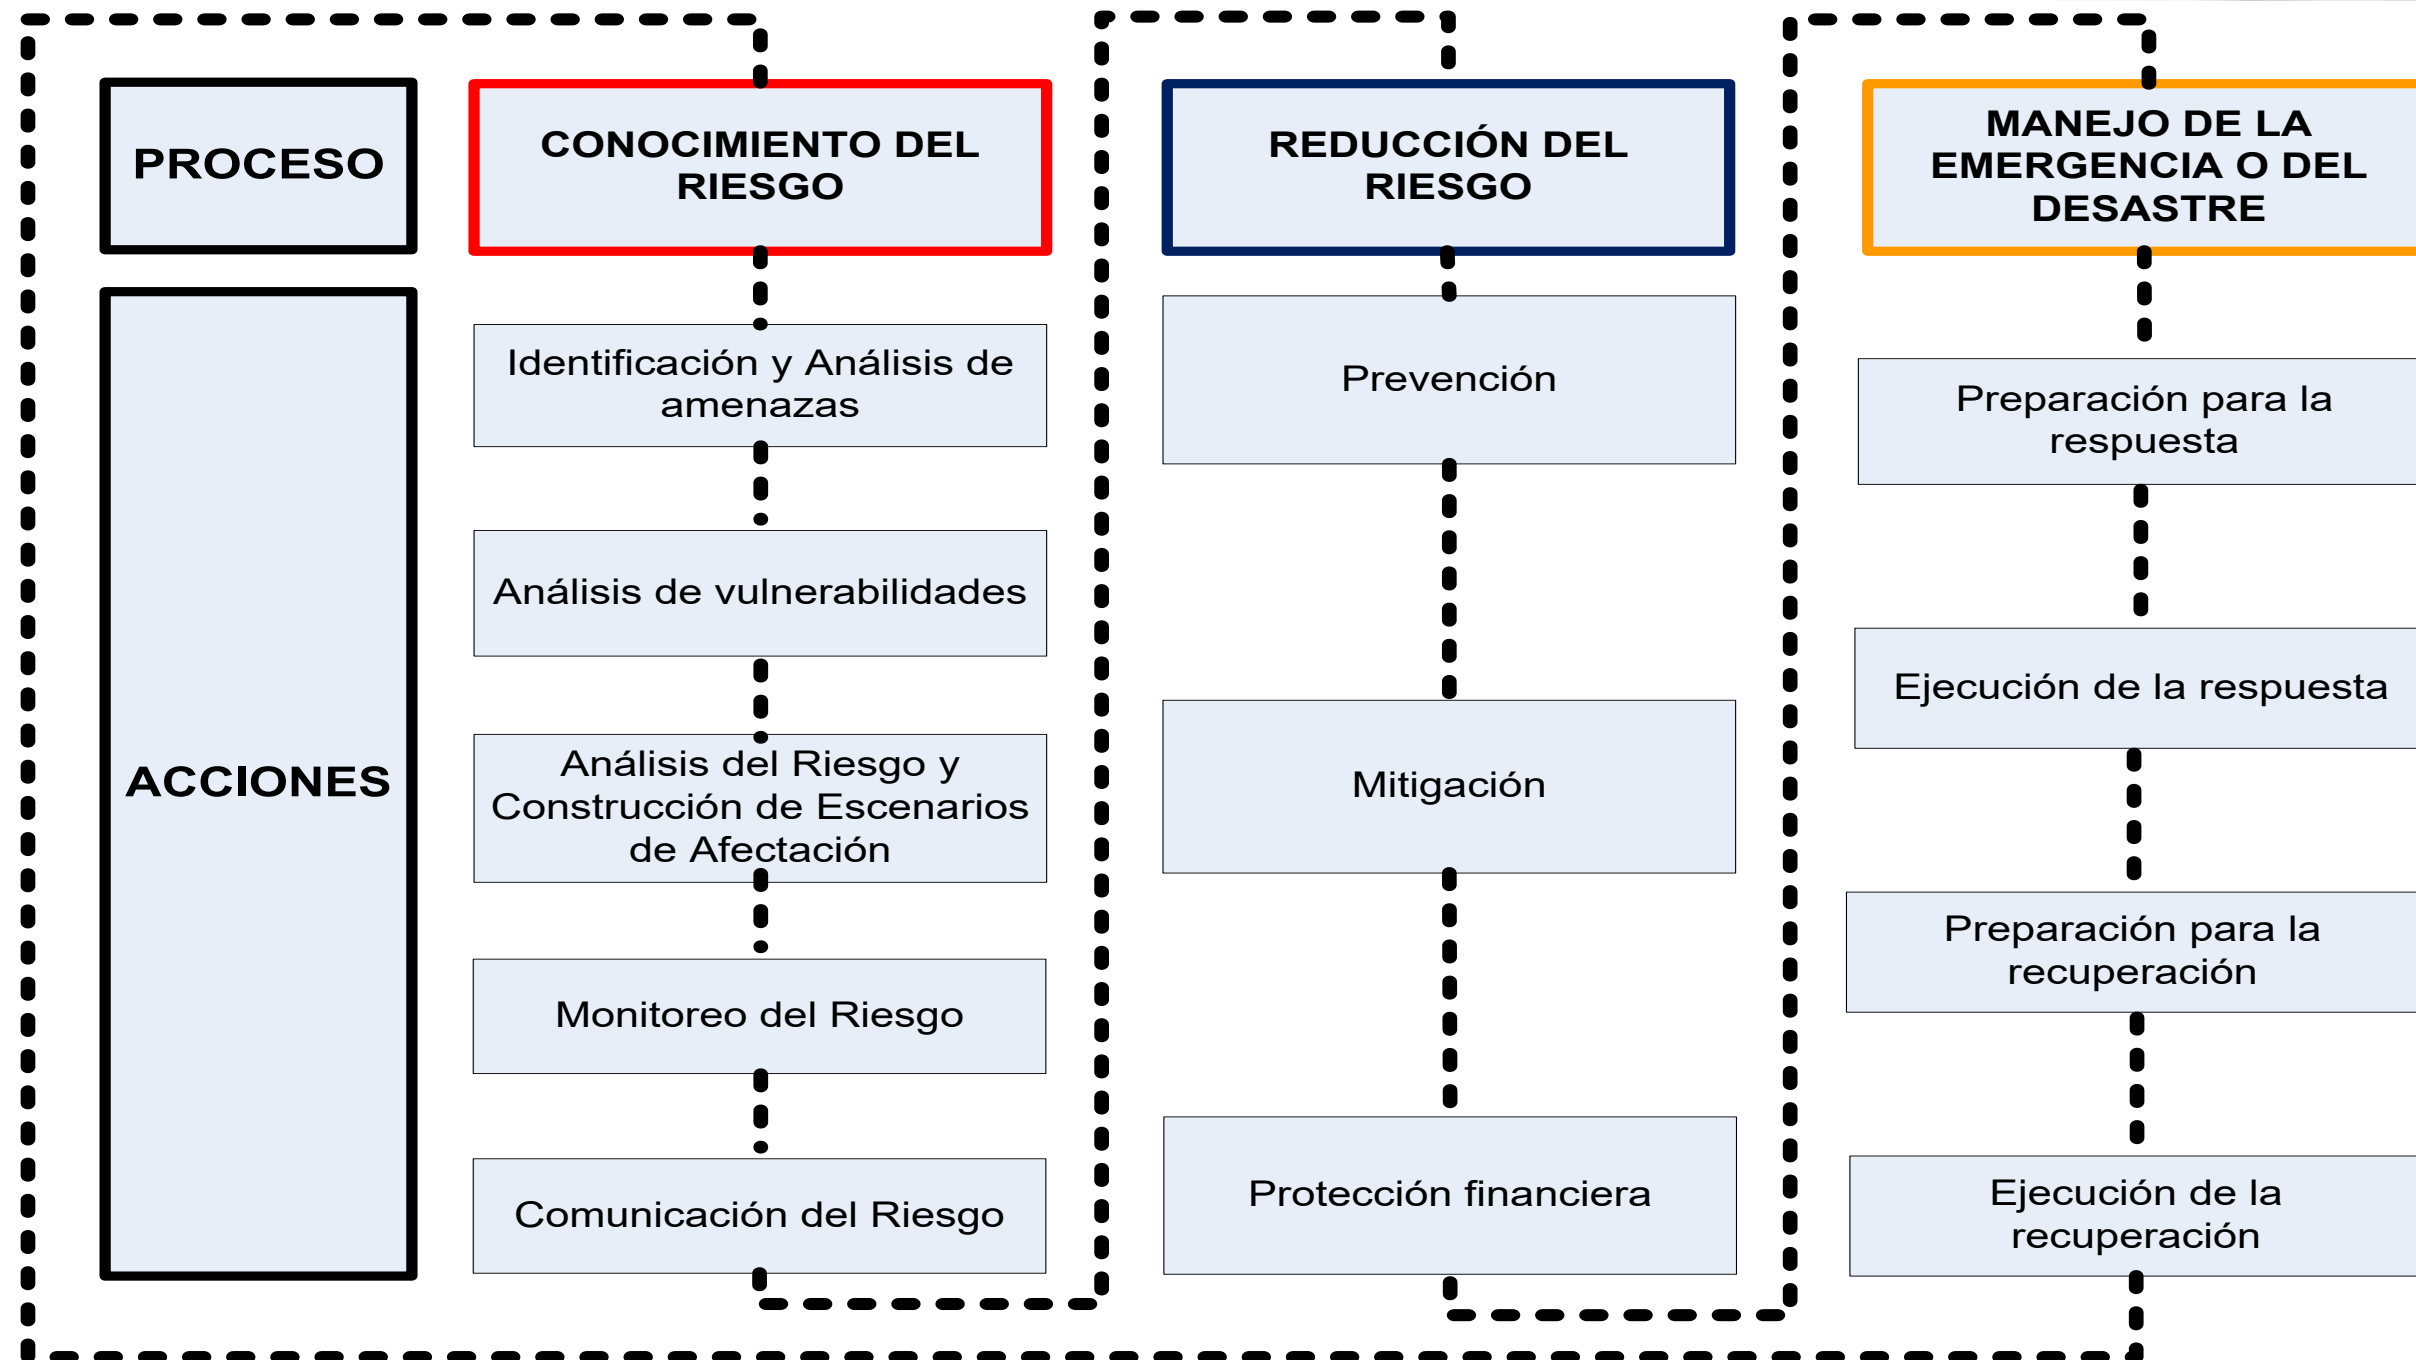 PROCESO
CONOCIMIENTO DEL
RIESGO
REDUCCIÓN DEL
RIESGO
MANEJO DE LA
EMERGENCIA O DEL
DESASTRE
ACCIONES
Identificación y Análisis de
amenazas
Análisis de vulnerabilidades
Análisis del Riesgo y
Construcción de Escenarios
de Afectación
Monitoreo del Riesgo
Comunicación del Riesgo
Prevención
Mitigación
Protección financiera
Preparación para la
respuesta
Ejecución de la respuesta
Preparación para la
recuperación
Ejecución de la
recuperación